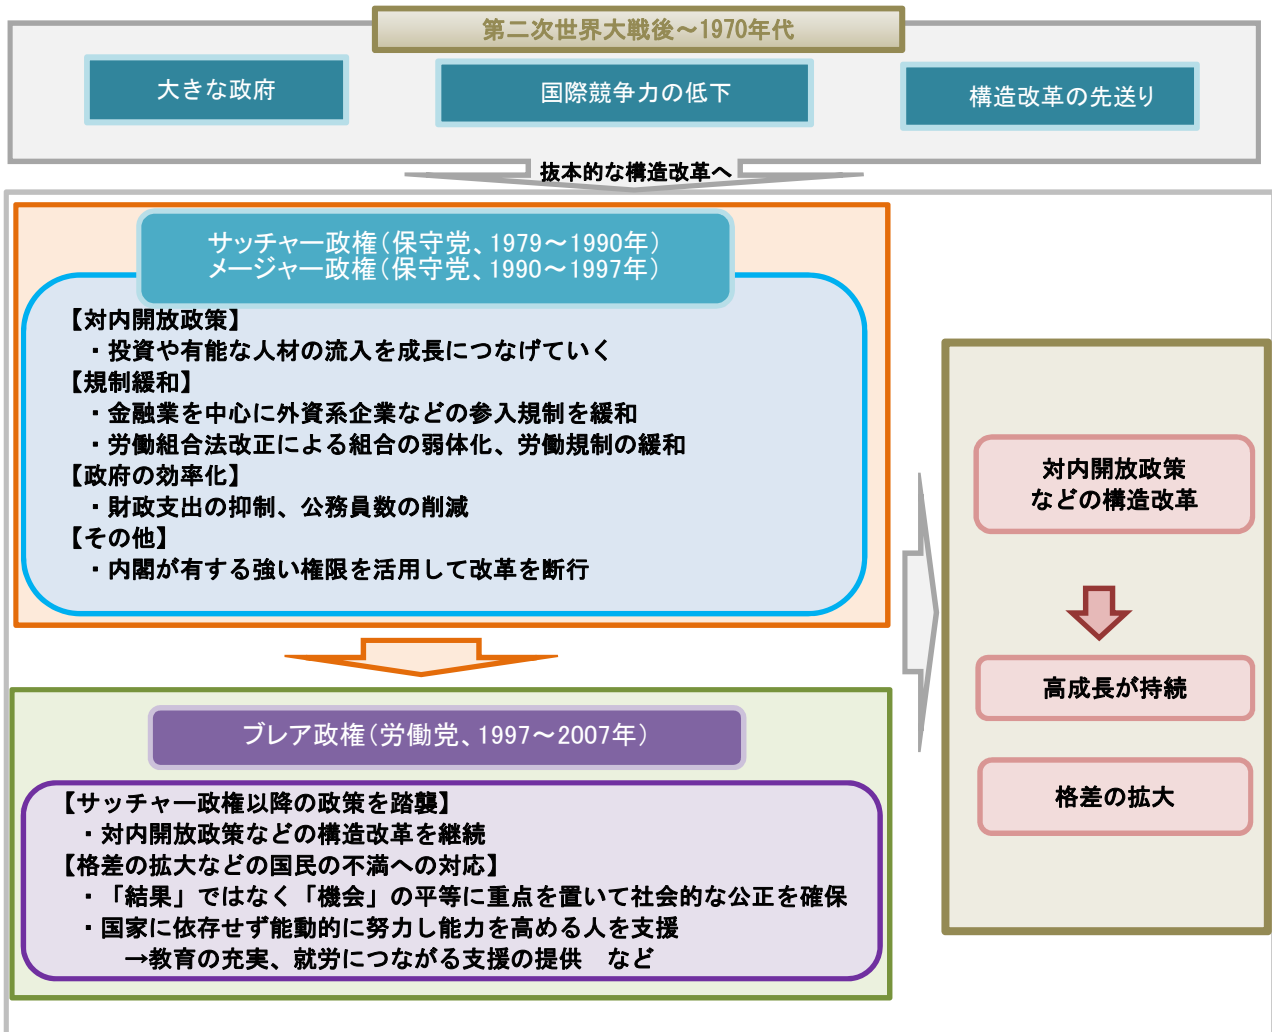 第二次世界大戦後～1970年代
大きな政府
国際競争力の低下
構造改革の先送り
抜本的な構造改革へ
サッチャー政権（保守党、1979～1990年）
メージャー政権（保守党、1990～1997年）
【対内開放政策】
・投資や有能な人材の流入を成長につなげていく
【規制緩和】
・金融業を中心に外資系企業などの参入規制を緩和
・労働組合法改正による組合の弱体化、労働規制の緩和
【政府の効率化】
・財政支出の抑制、公務員数の削減
【その他】
・内閣が有する強い権限を活用して改革を断行
ブレア政権（労働党、1997～2007年）
【サッチャー政権以降の政策を踏襲】
・対内開放政策などの構造改革を継続
【格差の拡大などの国民の不満への対応】
・「結果」ではなく「機会」の平等に重点を置いて社会的な公正を確保
・国家に依存せず能動的に努力し能力を高める人を支援
→教育の充実、就労につながる支援の提供　など
対内開放政策
などの構造改革
高成長が持続
格差の拡大